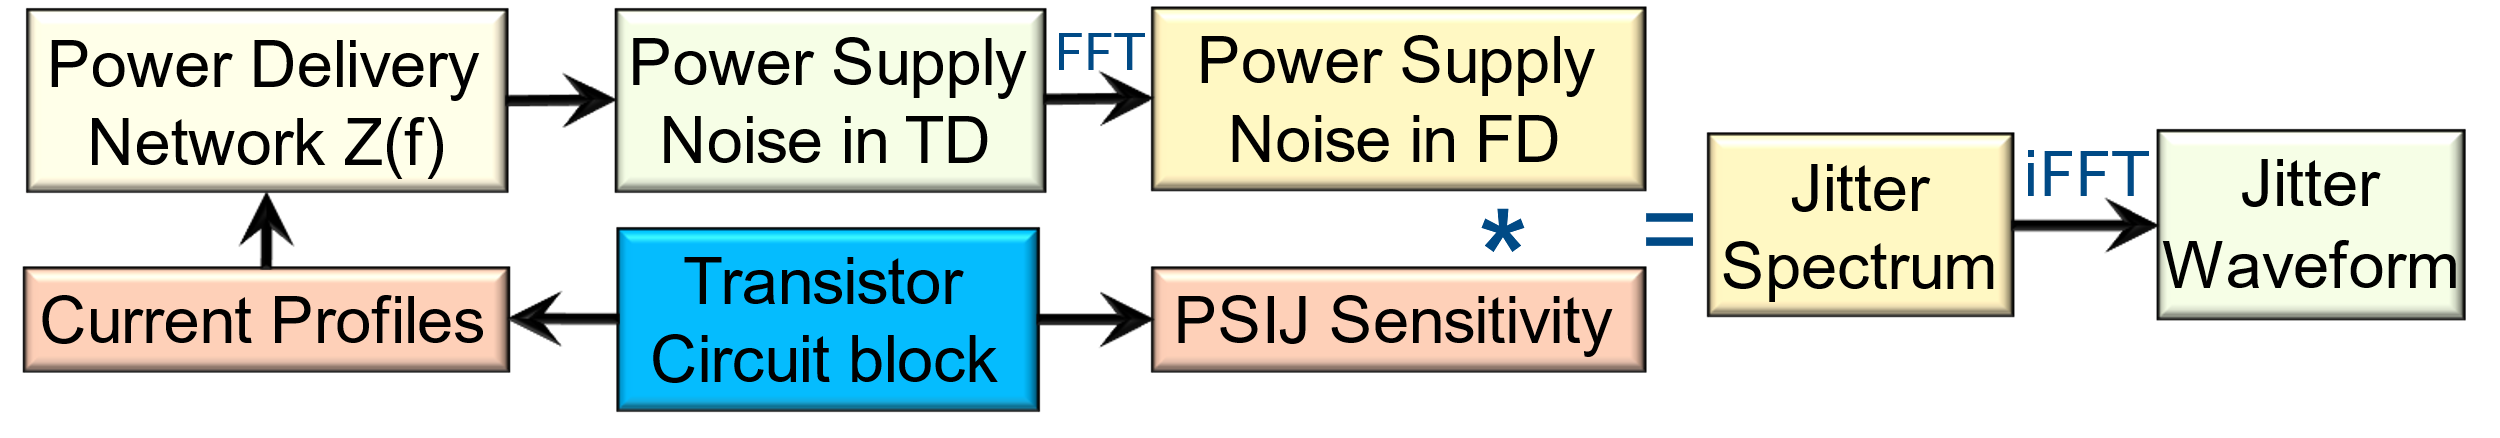 Power Delivery
Network Z(f)
Power Supply
Noise in TD
FFT
Power Supply
Noise in FD
Current Profiles
Transistor
Circuit block
*
PSIJ Sensitivity
=
Jitter
Spectrum
iFFT
Jitter
Waveform